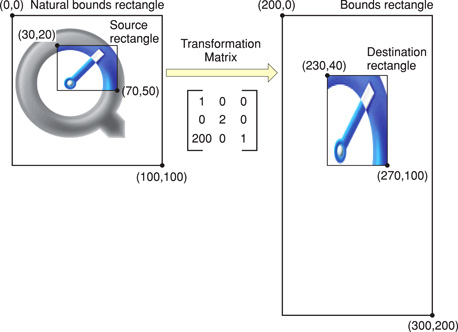 (0,0) Natural bounds rectangle
Source
rectangle
(30,20)
(70,50)
(100,100)
Transformation
Matrix
1 0 0
0 2 0
200 0 1
(200,0) Bounds rectangle
Destination
rectangle
(230,40)
(270,100)
(300,200)